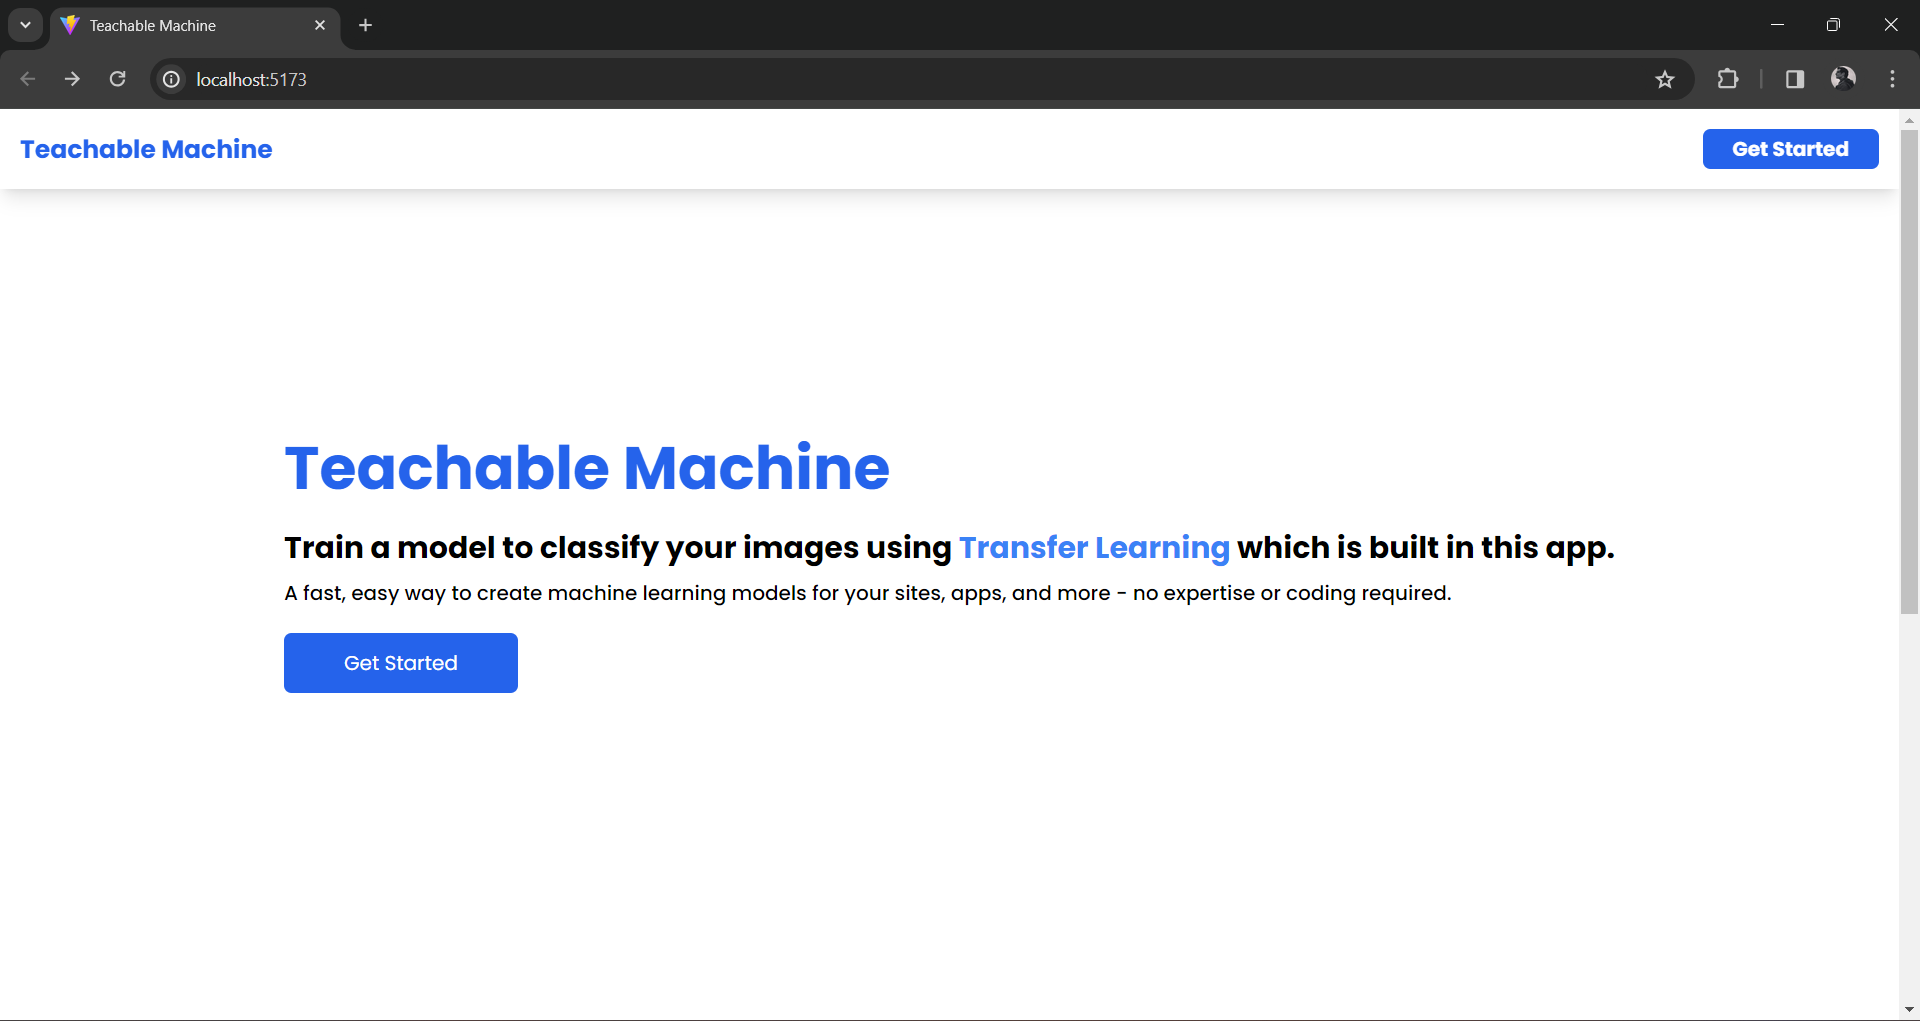 Teachable Machine
localhost:5173
Teachable Machine
Get Started
Teachable Machine
Train a model to classify your images using Transfer Learning which is built in this app.
A fast, easy way to create machine learning models for your sites, apps, and more - no expertise or coding required.
Get Started